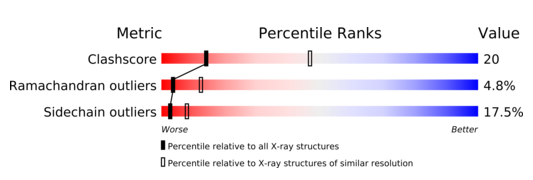 Metric Percentile Ranks Value
Clashscore 20
Ramachandran outliers 4.8%
Sidechain outliers 17.5%
Worse Better
Percentile relative to all X-ray structures
Percentile relative to X-ray structures of similar resolution